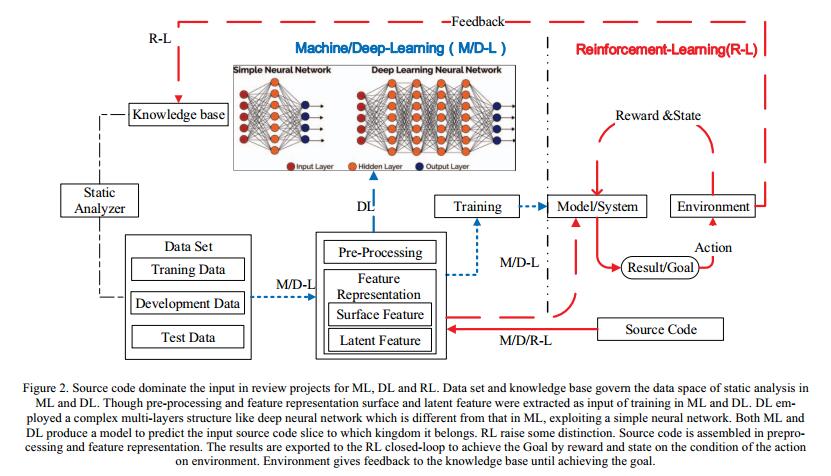 Feedback
R-L
Machine/Deep-Learning ( M/D-L )
Reinforcement-Learning(R-L)
Simple Neural Network
Deep Learning Neural Network
Knowledge base
Reward &State
Input Layer
Hidden Layer
Output Layer
Static
Analyzer
DL
Training
Model/System
Environment
Data Set
Traning Data
Development Data
Test Data
M/D-L
Pre-Processing
Feature
Representation
Surface Feature
Latent Feature
M/D-L
Action
Result/Goal
M/D/R-L
Source Code
Figure 2. Source code dominate the input in review projects for ML, DL and RL. Data set and knowledge base govern the data space of static analysis in
ML and DL. Though pre-processing and feature representation surface and latent feature were extracted as input of training in ML and DL. DL em-
ployed a complex multi-layers structure like deep neural network which is different from that in ML, exploiting a simple neural network. Both ML and
DL produce a model to predict the input source code slice to which kingdom it belongs. RL raise some distinction. Source code is assembled in prepro-
cessing and feature representation. The results are exported to the RL closed-loop to achieve the Goal by reward and state on the condition of the action
on environment. Environment gives feedback to the knowledge base until achieving the goal.